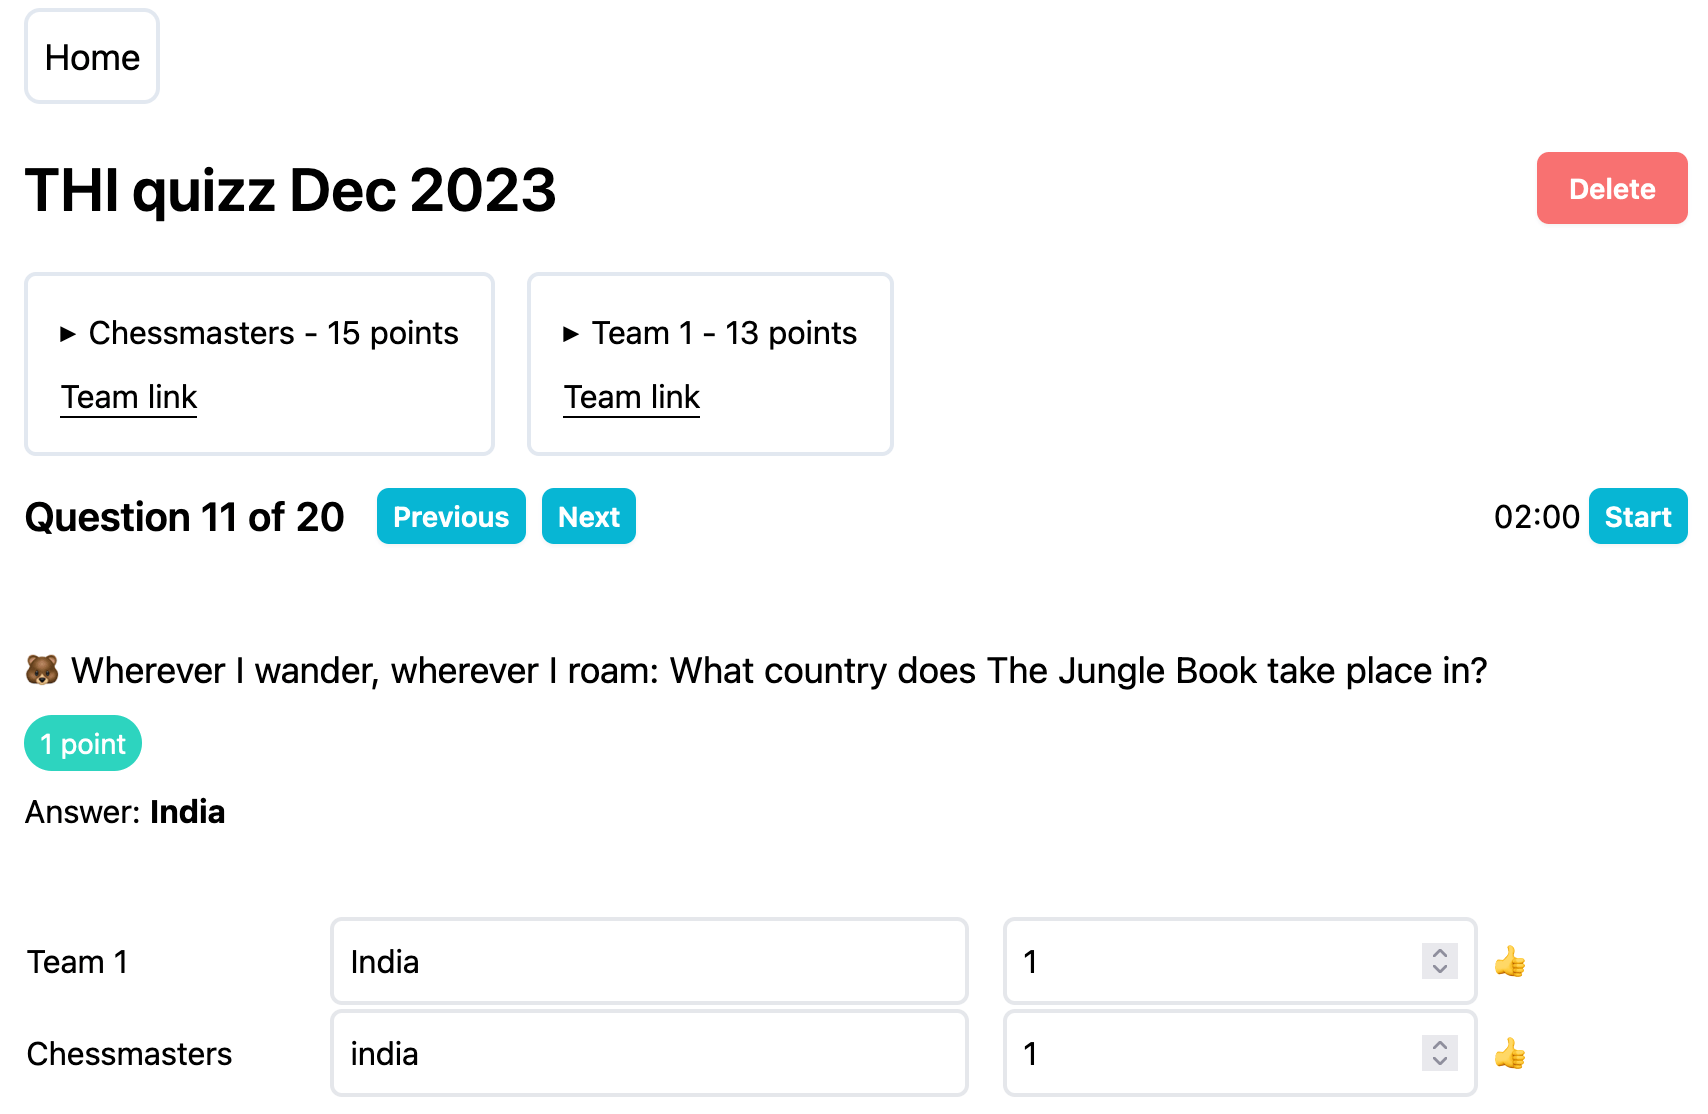 Home
THI quizz Dec 2023
Delete
▶ Chessmasters - 15 points
Team link
▶ Team 1 - 13 points
Team link
Question 11 of 20 Previous Next 02:00 Start
🐻 Wherever I wander, wherever I roam: What country does The Jungle Book take place in?
1 point
Answer: India
Team 1 India 1 👍
Chessmasters india 1 👍